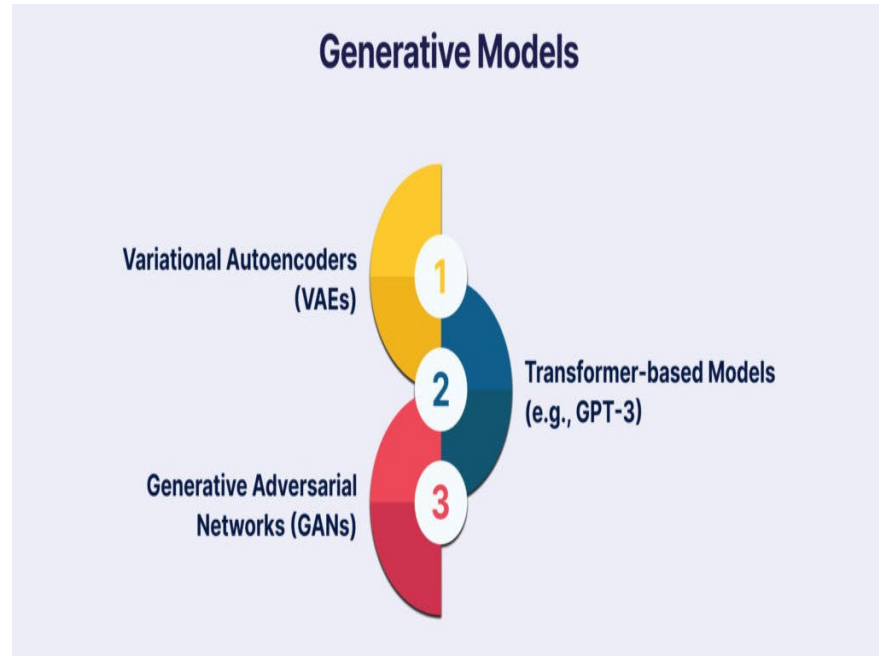 Generative Models
Variational Autoencoders
(VAEs)
1
2
Transformer-based Models
(e.g., GPT-3)
Generative Adversarial
Networks (GANs)
3